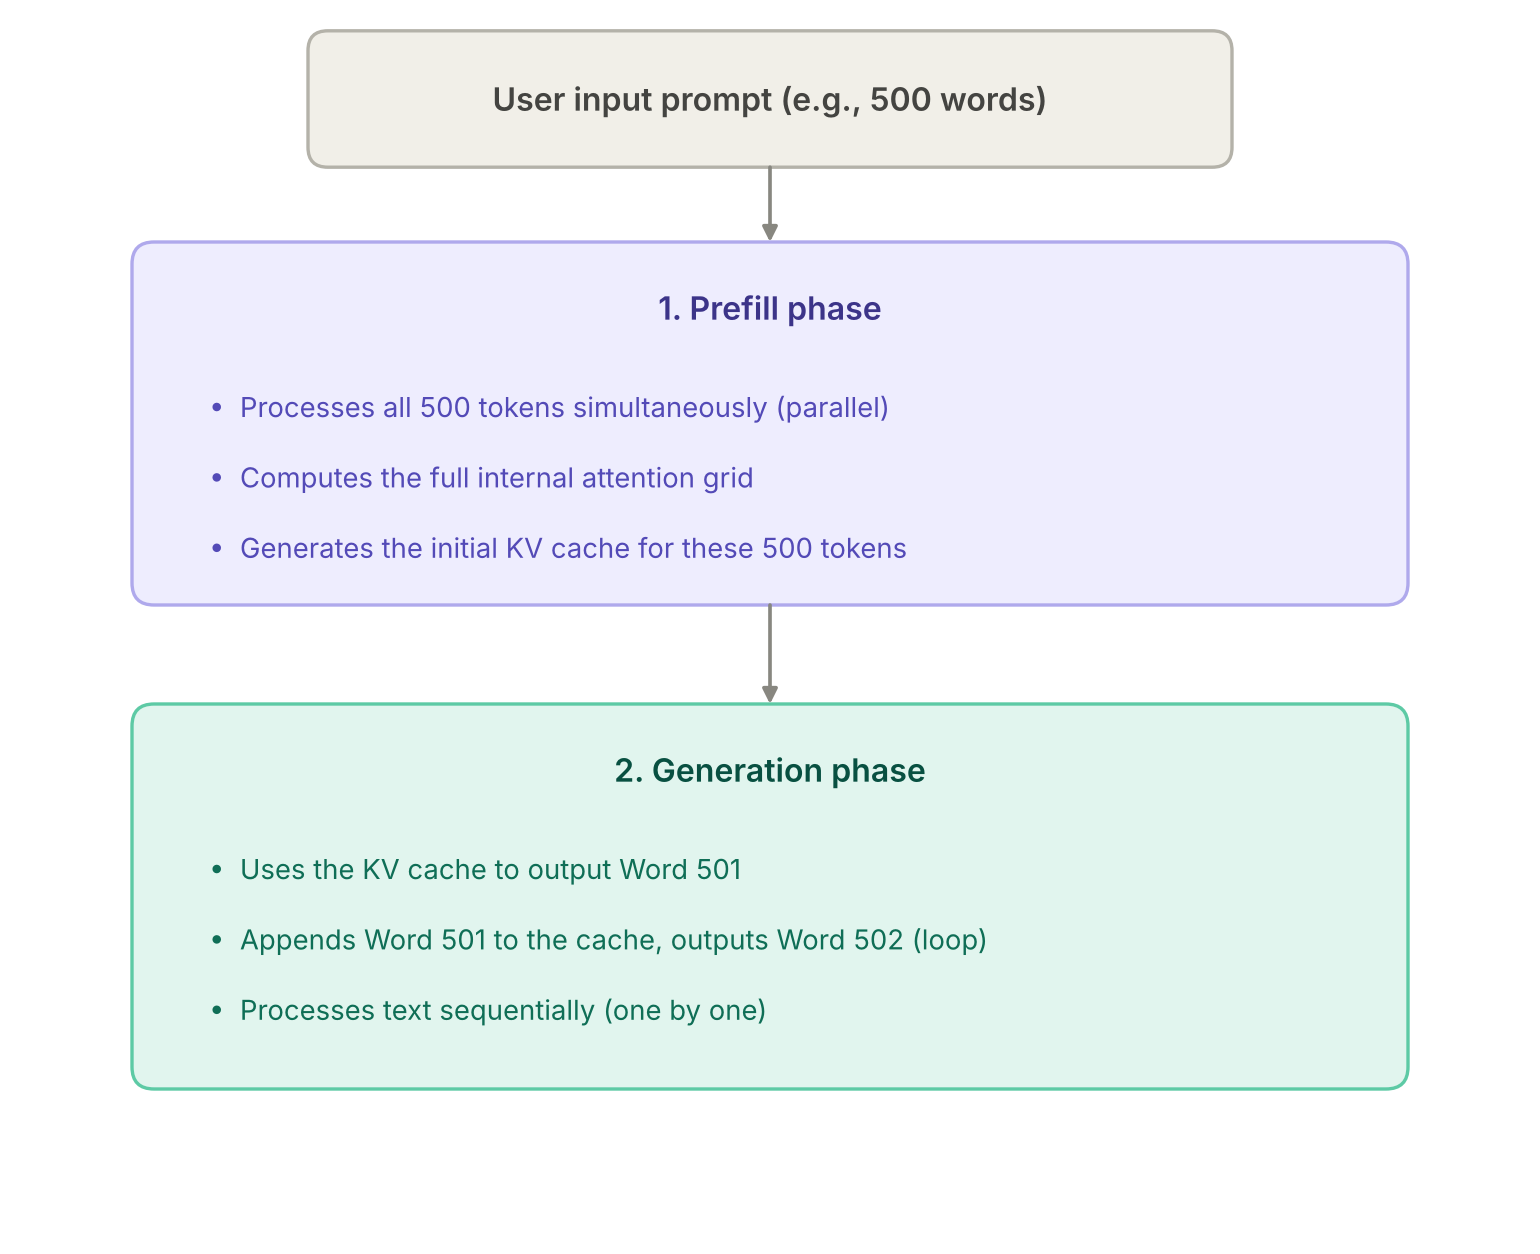 User input prompt (e.g., 500 words)
1. Prefill phase
• Processes all 500 tokens simultaneously (parallel)
• Computes the full internal attention grid
• Generates the initial KV cache for these 500 tokens
2. Generation phase
• Uses the KV cache to output Word 501
• Appends Word 501 to the cache, outputs Word 502 (loop)
• Processes text sequentially (one by one)